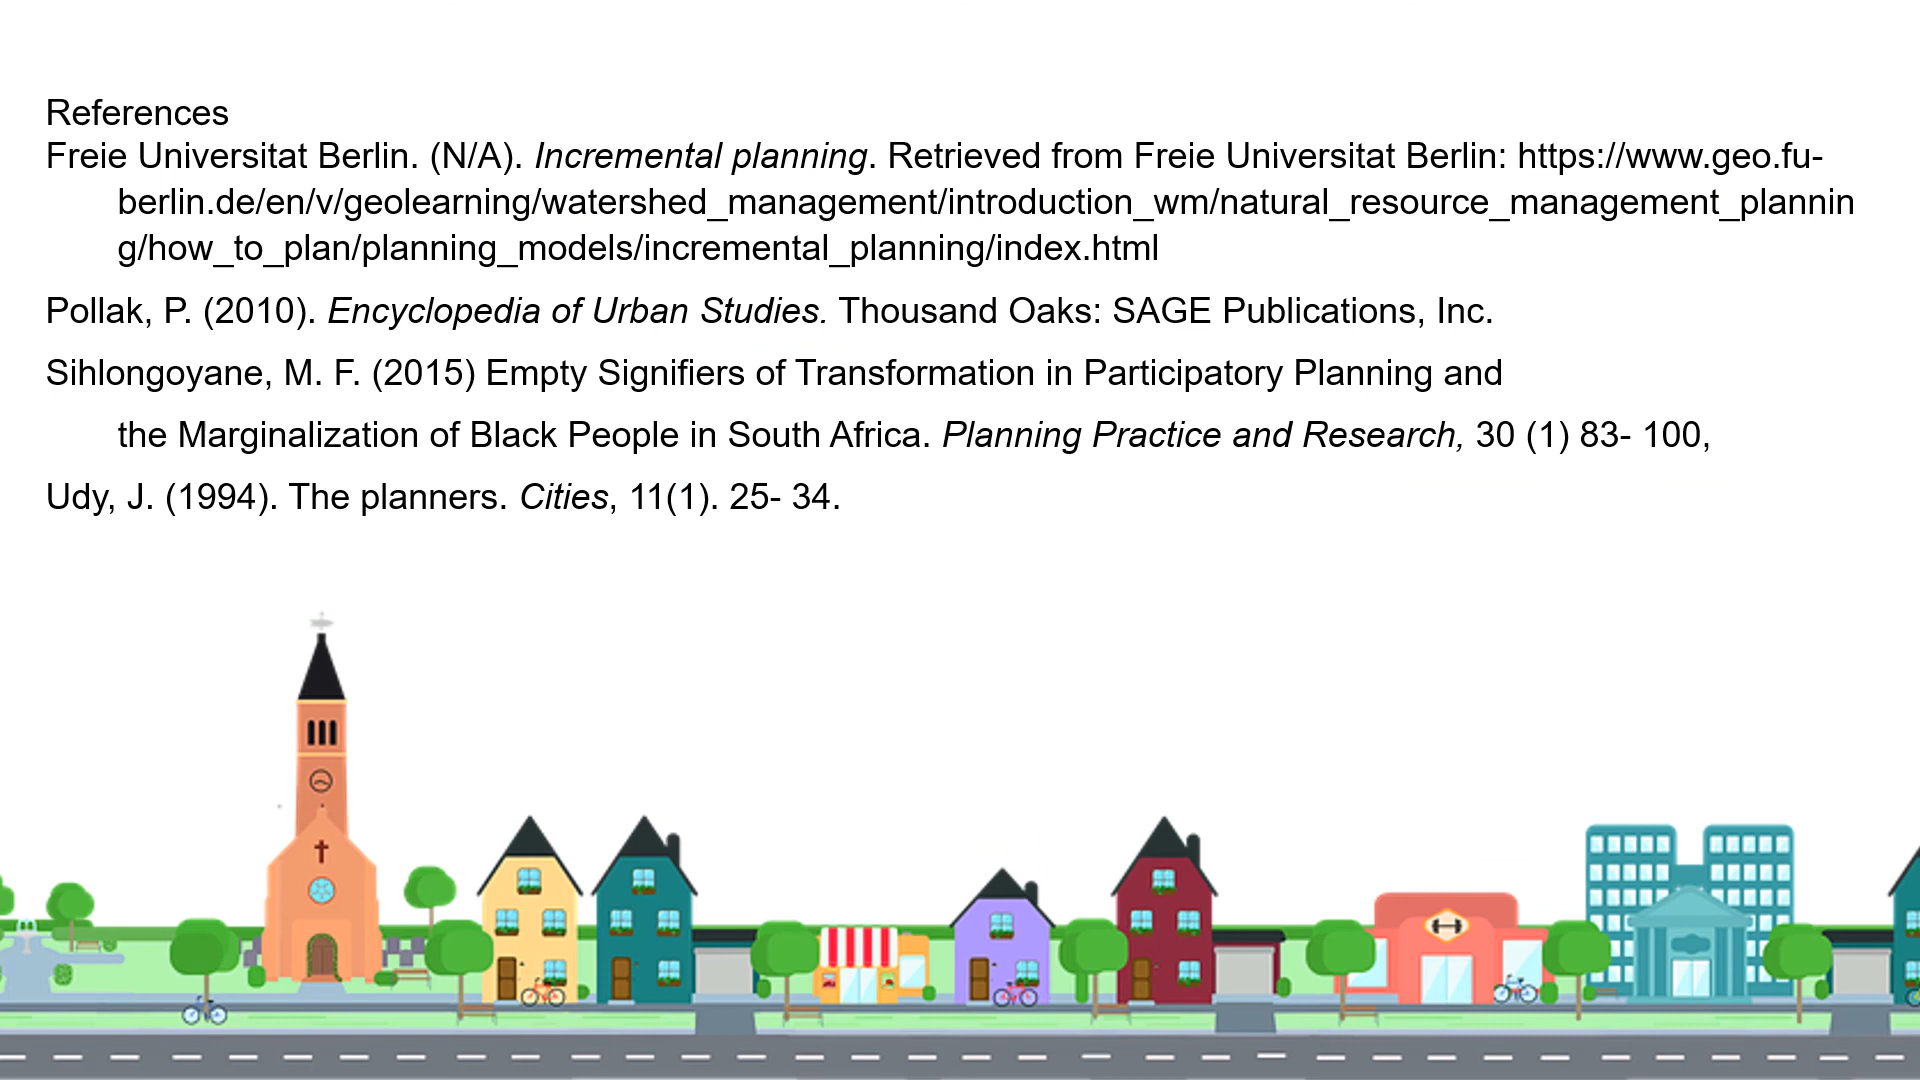 References
Freie Universitat Berlin. (N/A). Incremental planning. Retrieved from Freie Universitat Berlin: https://www.geo.fu-
berlin.de/en/v/geolearning/watershed_management/introduction_wm/natural_resource_management_plannin
g/how_to_plan/planning_models/incremental_planning/index.html
Pollak, P. (2010). Encyclopedia of Urban Studies. Thousand Oaks: SAGE Publications, Inc.
Sihlongoyane, M. F. (2015) Empty Signifiers of Transformation in Participatory Planning and
the Marginalization of Black People in South Africa. Planning Practice and Research, 30 (1) 83- 100,
Udy, J. (1994). The planners. Cities, 11(1). 25- 34.